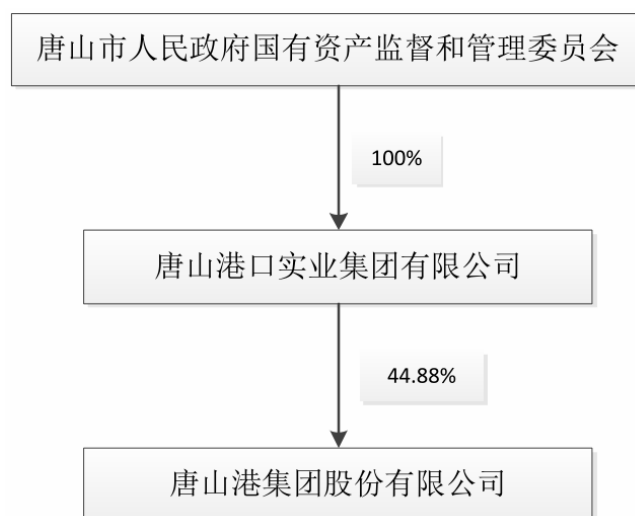 唐山市人民政府国有资产监督和管理委员会
100%
唐山港口实业集团有限公司
44.88%
唐山港集团股份有限公司